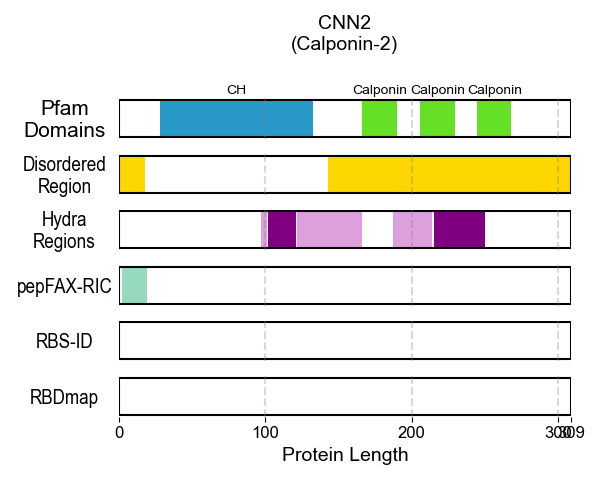 CNN2
(Calponin-2)
CH Calponin Calponin Calponin
Pfam
Domains
Disordered
Region
Hydra
Regions
pepFAX-RIC
RBS-ID
RBDmap
0 100 200 300 309
Protein Length